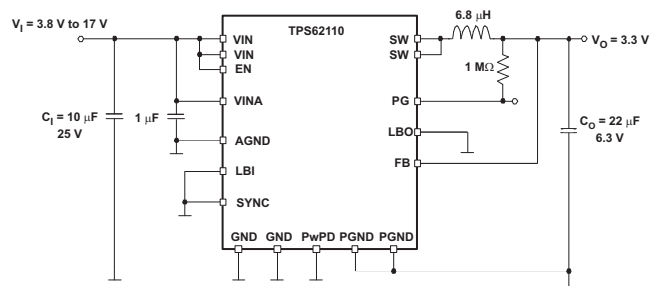 V_I = 3.8 V to 17 V
TPS62110
6.8 μH
VIN
VIN
EN
SW
SW
V_O = 3.3 V
1 MΩ
VINA
PG
C_I = 10 μF
25 V
1 μF
AGND
LBO
C_O = 22 μF
6.3 V
LBI
FB
SYNC
GND GND PwPD PGND PGND